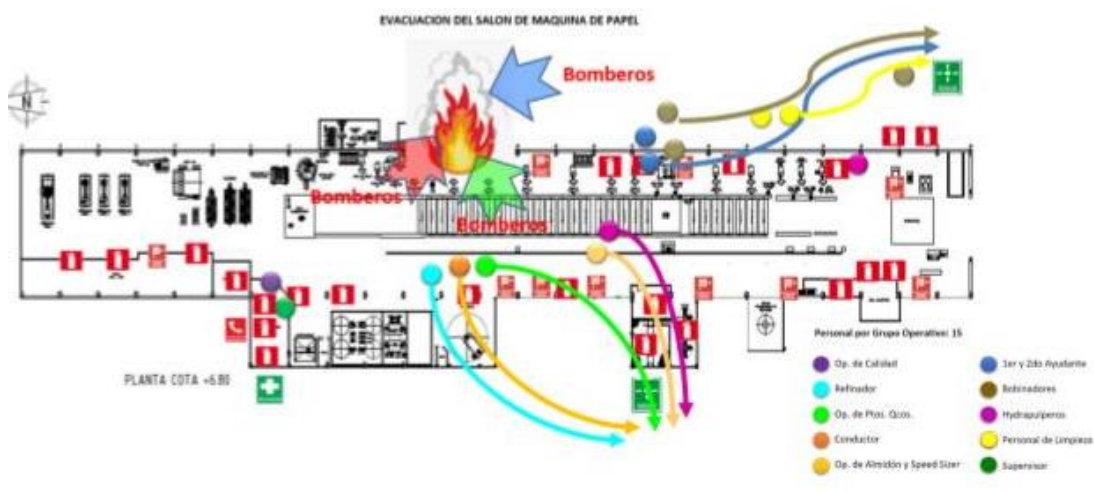 EVACUACION DEL SALON DE MAQUINA DE PAPEL
Bomberos
Bomberos
Bomberos
N
PLANTA COTA +6.80
Personal por Grupo Operativo: 15
Op. de Calidad
Refinador
Op. de Ptos. Qcos.
Conductor
Op. de Almidón y Speed Sizer
1er y 2do Ayudante
Bobinadores
Hydrapulperos
Personal de Limpieza
Supervisor